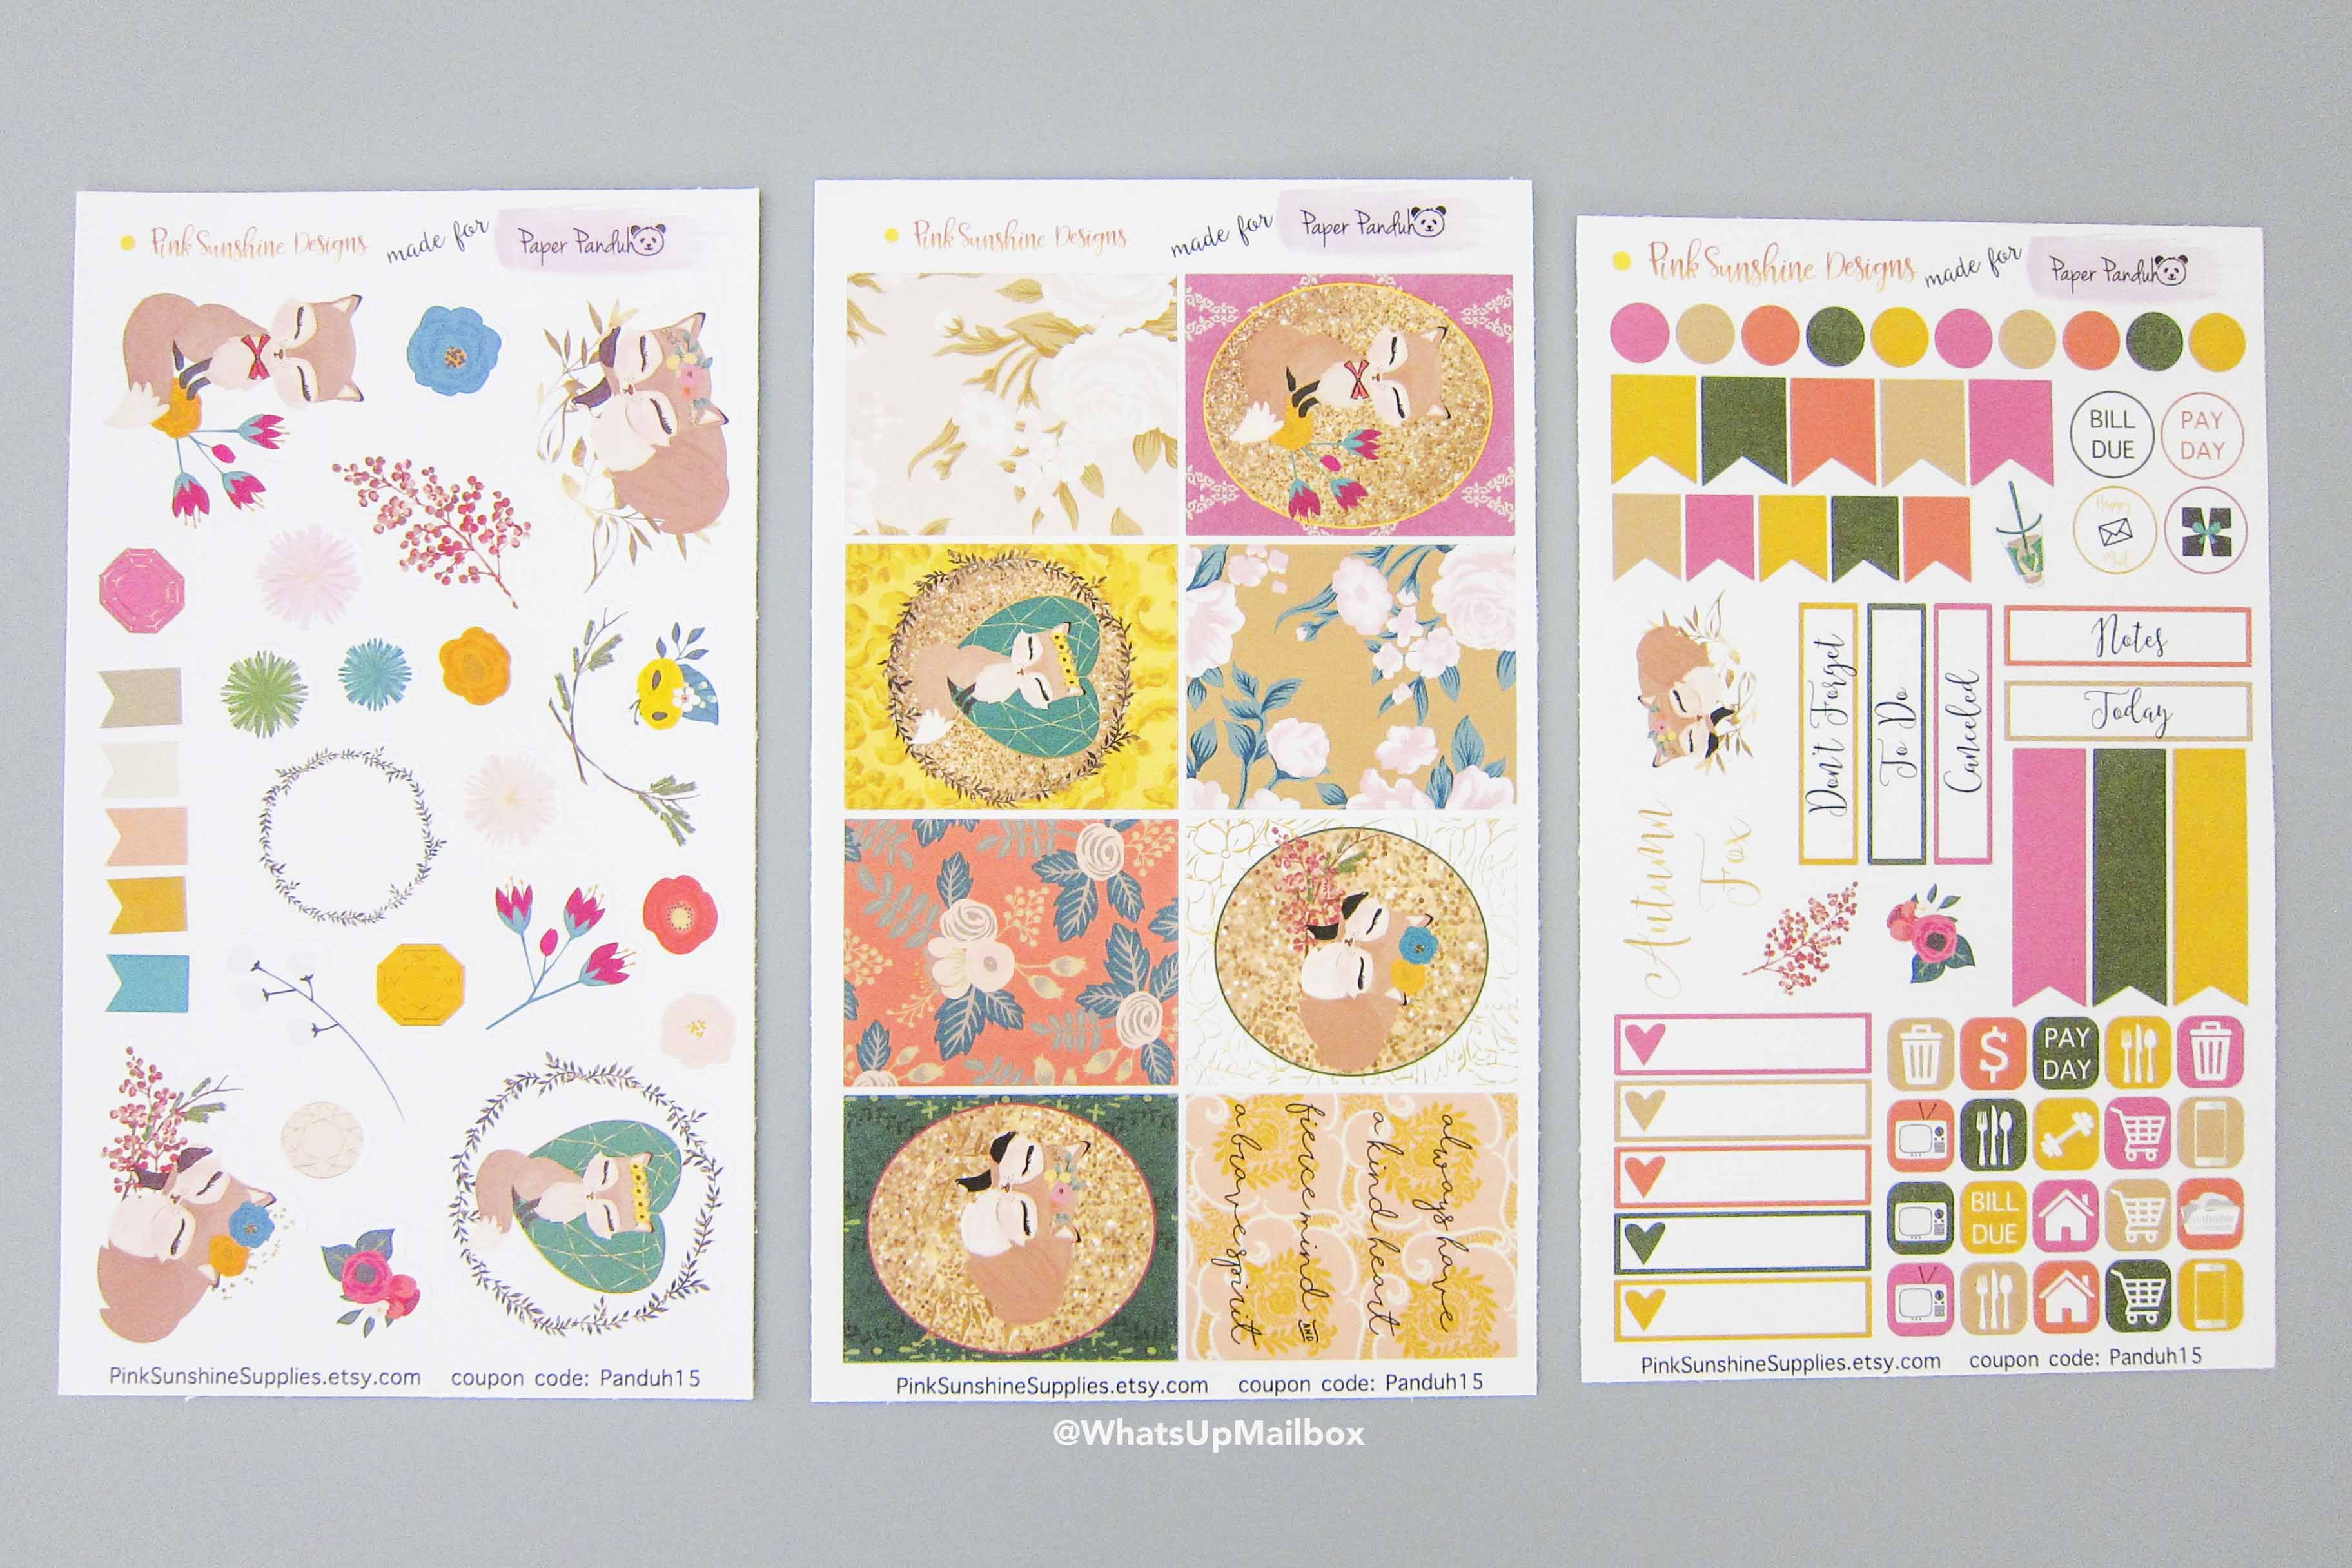 Pink Sunshine Designs made for Paper Panduh
PinkSunshineSupplies.etsy.com coupon code: Panduh15
Pink Sunshine Designs made for Paper Panduh
always have
a kind heart
fierce mind AND
a brave spirit
PinkSunshineSupplies.etsy.com coupon code: Panduh15
Pink Sunshine Designs made for Paper Panduh
BILL
DUE
PAY
DAY
Happy
Don't Forget
To Do
Canceled
Notes
Today
Autumn
Fox
$
PAY
DAY
BILL
DUE
PinkSunshineSupplies.etsy.com coupon code: Panduh15
@WhatsUpMailbox